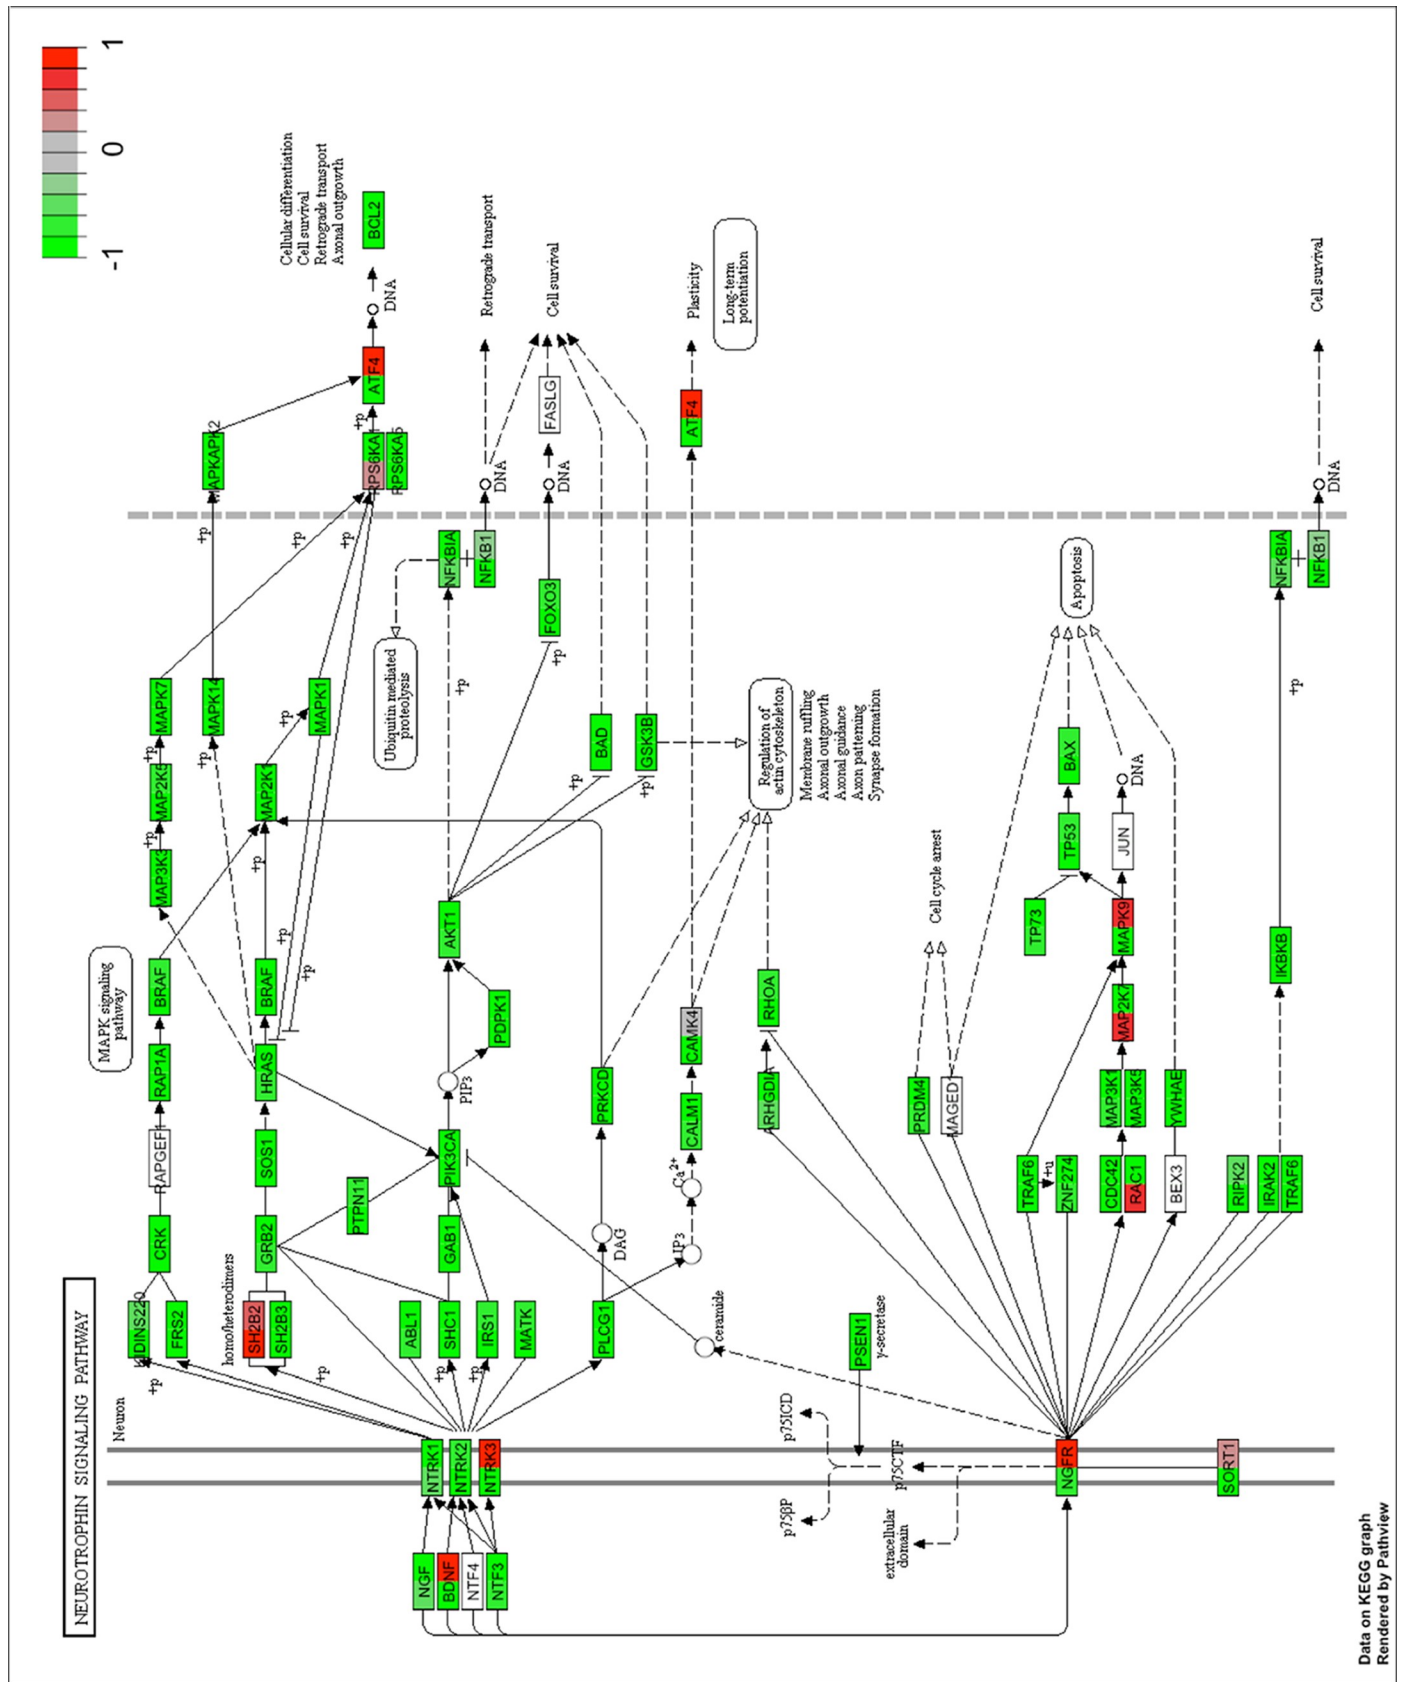 NEUROTROPHIN SIGNALING PATHWAY
-1
0
1
Neuron
MAPK signaling
pathway
NGF
BDNF
NTF4
NTF3
NTRK1
NTRK2
NTRK3
+p
KIDINS220
FRS2
CRK
RAPGEF1
RAP1A
BRAF
MAP3K3
+p
MAP2K5
+p
MAPK7
+p
MAPK14
+p
MAPKAPK2
homo/heterodimers
+p
SH2B2
SH2B3
GRB2
SOS1
HRAS
BRAF
+p
MAP2K1
+p
MAPK1
+p
+p
+p
RPS6KA1
RPS6KA5
+p
ATF4
DNA
BCL2
Cellular differentiation
Cell survival
Retrograde transport
Axonal outgrowth
PTPN11
ABL1
+p
SHC1
GAB1
PIK3CA
PIP3
PDPK1
AKT1
+p
NFKBIA
NFKB1
DNA
Retrograde transport
Ubiquitin mediated
proteolysis
+p
IRS1
MATK
+p
FOXO3
DNA
FASLG
Cell survival
+p
BAD
+p
GSK3B
PLCG1
DAG
PRKCD
IP3
Ca2+
CALM1
CAMK4
ATF4
Plasticity
Long-term
potentiation
ceramide
ARHGDIA
RHOA
Regulation of
actin cytoskeleton
Membrane ruffling
Axonal outgrowth
Axonal guidance
Axon patterning
Synapse formation
p75βP
p75ICD
PSEN1
γ-secretase
p75CTF
extracellular
domain
PRDM4
MAGED1
Cell cycle arrest
NGFR
TRAF6
+u
ZNF274
TP73
TP53
BAX
Apoptosis
CDC42
RAC1
MAP3K1
MAP3K5
MAP2K7
MAPK9
JUN
DNA
BEX3
YWHAE
SORT1
RIPK2
IRAK2
TRAF6
IKBKB
+p
NFKBIA
NFKB1
DNA
Cell survival
Data on KEGG graph
Rendered by Pathview